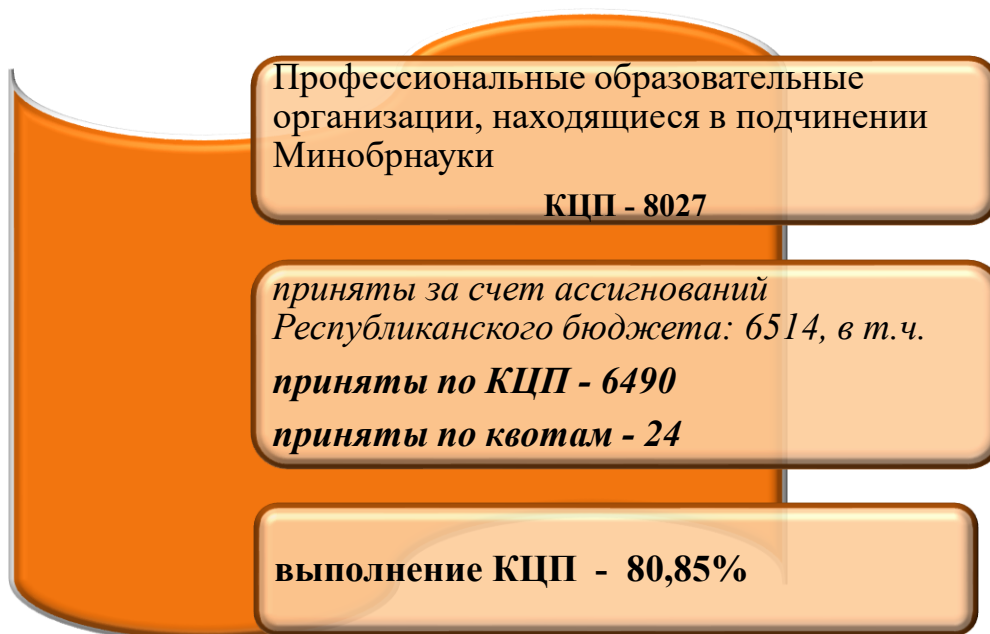 Профессиональные образовательные
организации, находящиеся в подчинении
Минобрнауки
КЦП - 8027
приняты за счет ассигнований
Республиканского бюджета: 6514, в т.ч.
приняты по КЦП - 6490
приняты по квотам - 24
выполнение КЦП - 80,85%